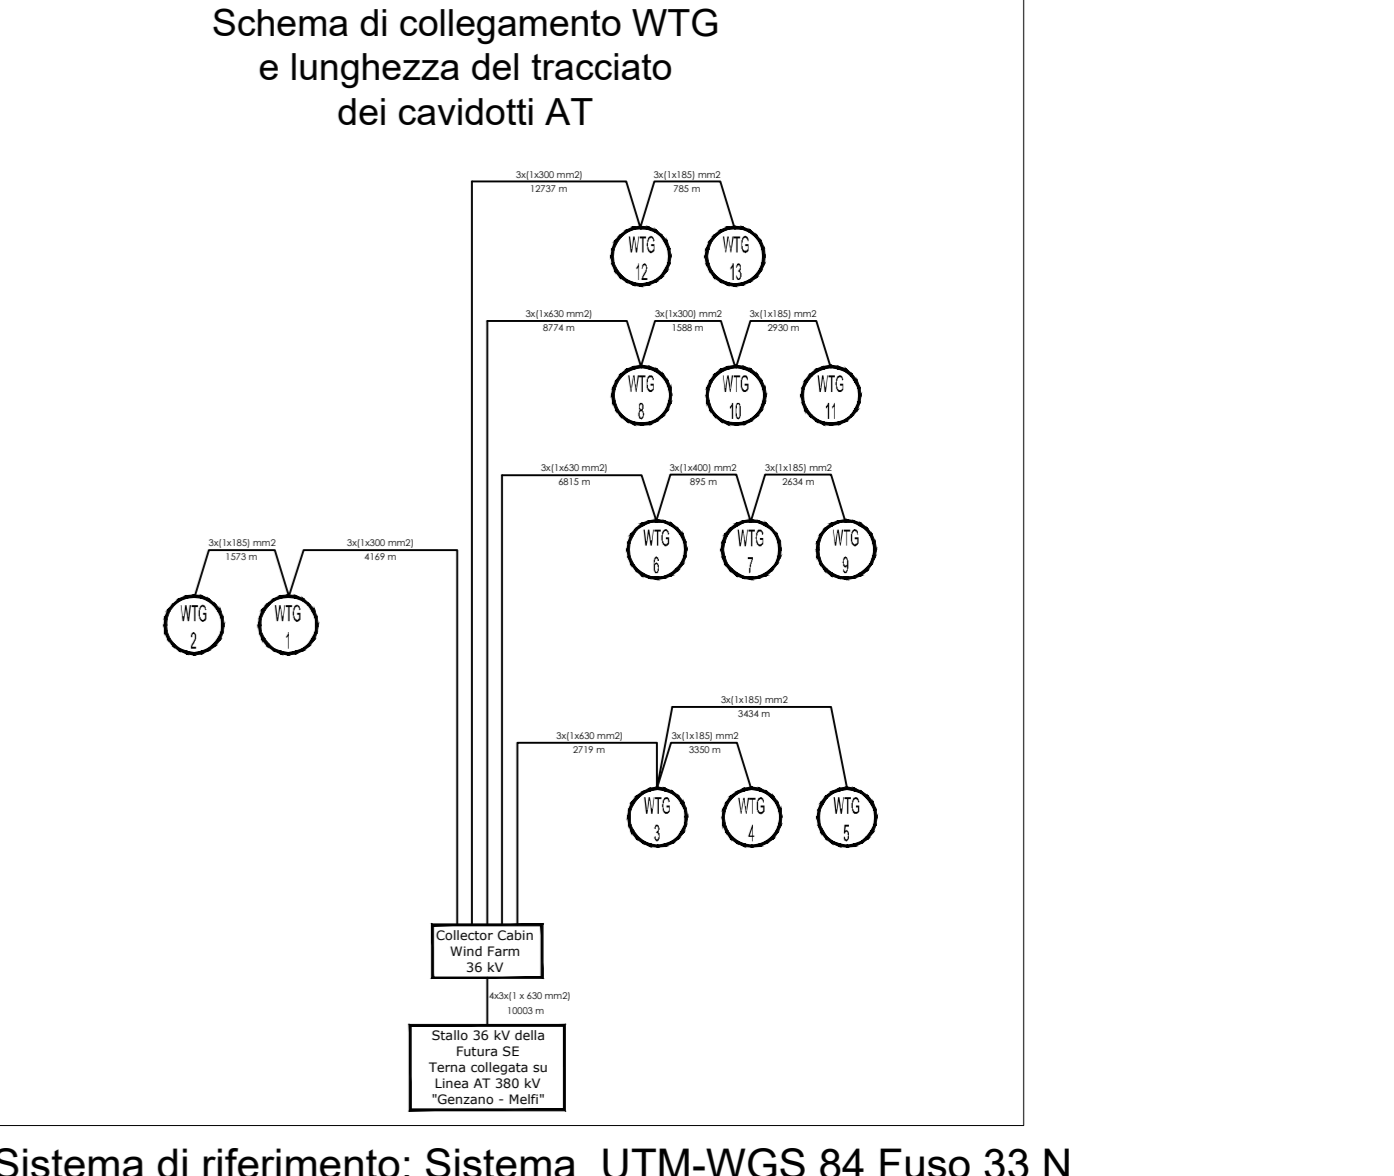 Schema di collegamento WTG
e lunghezza del tracciato
dei cavidotti AT
3x(1x300 mm2)
12737 m
3x(1x185) mm2
785 m
WTG
12
WTG
13
3x(1x630 mm2)
8774 m
3x(1x300) mm2
1588 m
3x(1x185) mm2
2930 m
WTG
8
WTG
10
WTG
11
3x(1x630 mm2)
6815 m
3x(1x400) mm2
895 m
3x(1x185) mm2
2634 m
WTG
6
WTG
7
WTG
9
3x(1x185) mm2
1573 m
3x(1x300 mm2)
4169 m
WTG
2
WTG
1
3x(1x185) mm2
3434 m
3x(1x630 mm2)
2719 m
3x(1x185) mm2
3350 m
WTG
3
WTG
4
WTG
5
Collector Cabin
Wind Farm
36 kV
4x3x(1 x 630 mm2)
10003 m
Stallo 36 kV della
Futura SE
Terna collegata su
Linea AT 380 kV
"Genzano - Melfi"
Sistema di riferimento: Sistema UTM-WGS 84 Fuso 33 N